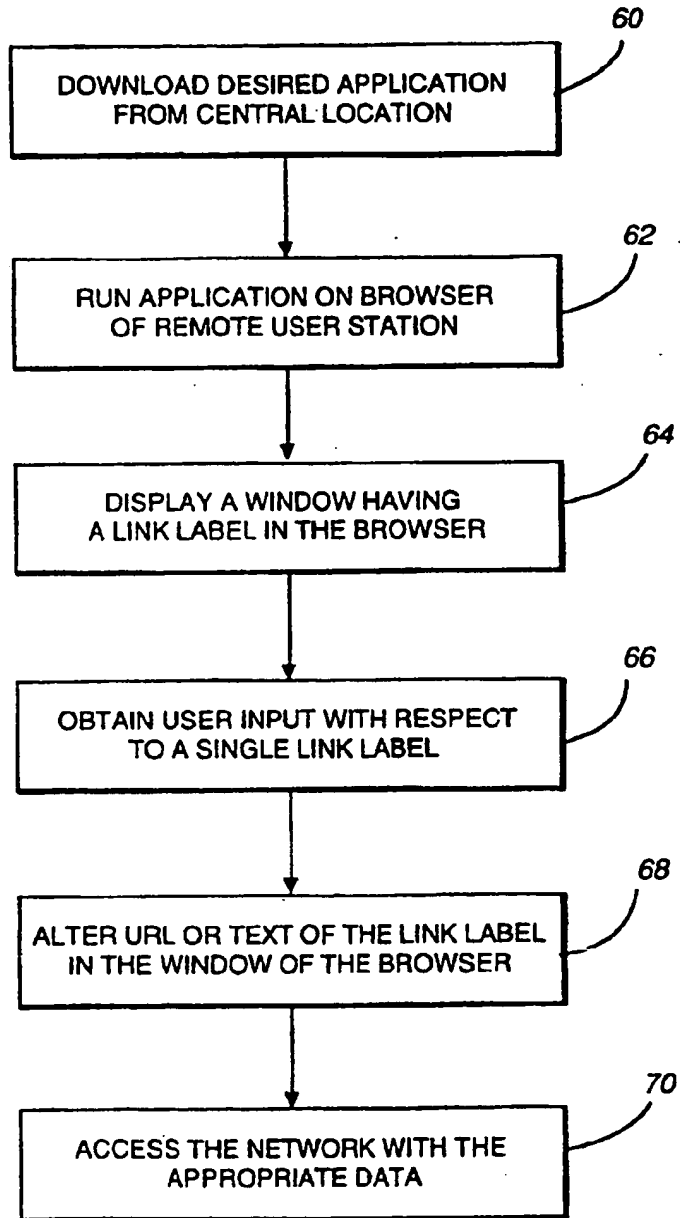 60
DOWNLOAD DESIRED APPLICATION
FROM CENTRAL LOCATION
62
RUN APPLICATION ON BROWSER
OF REMOTE USER STATION
64
DISPLAY A WINDOW HAVING
A LINK LABEL IN THE BROWSER
66
OBTAIN USER INPUT WITH RESPECT
TO A SINGLE LINK LABEL
68
ALTER URL OR TEXT OF THE LINK LABEL
IN THE WINDOW OF THE BROWSER
70
ACCESS THE NETWORK WITH THE
APPROPRIATE DATA